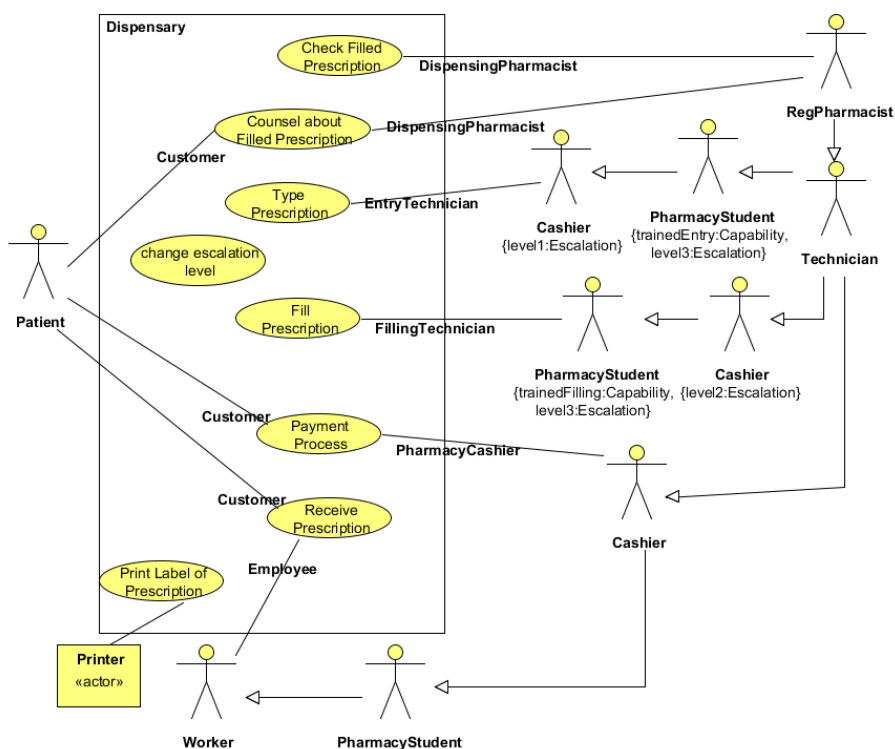 Dispensary
Check Filled
Prescription
DispensingPharmacist
RegPharmacist
Counsel about
Filled Prescription
DispensingPharmacist
Customer
Type
Prescription
EntryTechnician
Cashier
{level1:Escalation}
PharmacyStudent
{trainedEntry:Capability,
level3:Escalation}
Technician
change escalation
level
Patient
Fill
Prescription
FillingTechnician
PharmacyStudent
{trainedFilling:Capability,
level3:Escalation}
Cashier
{level2:Escalation}
Customer
Payment
Process
PharmacyCashier
Customer
Receive
Prescription
Cashier
Employee
Print Label of
Prescription
Printer
«actor»
Worker
PharmacyStudent